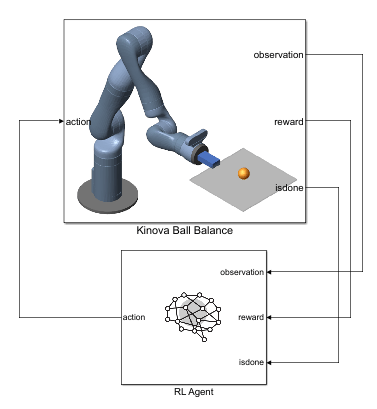 observation
action
reward
isdone
Kinova Ball Balance
observation
action
reward
isdone
RL Agent